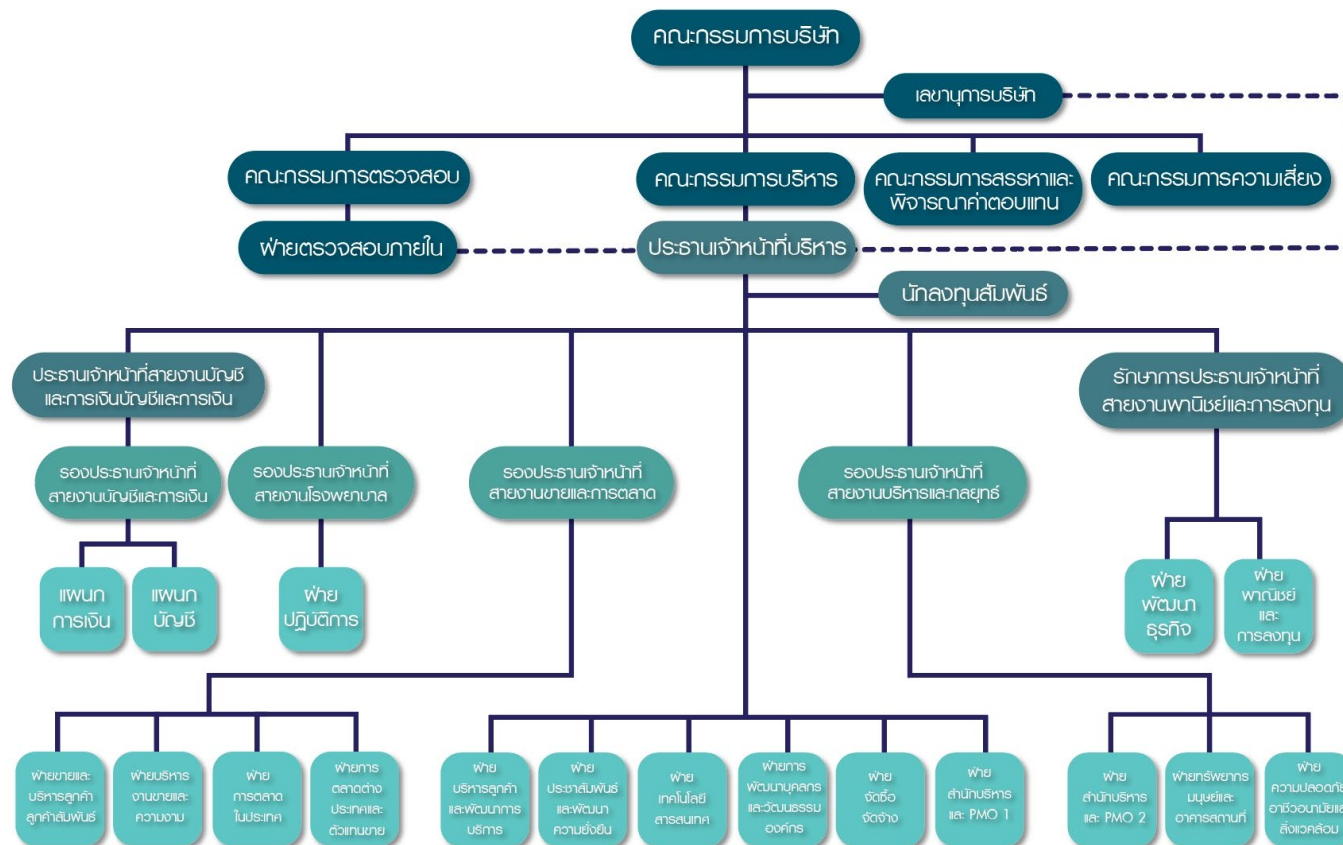 คณะกรรมการบริษัท
เลขานุการบริษัท
คณะกรรมการตรวจสอบ
คณะกรรมการบริหาร
คณะกรรมการสรรหาและ
พิจารณาค่าตอบแทน
คณะกรรมการความเสี่ยง
ฝ่ายตรวจสอบภายใน
ประธานเจ้าหน้าที่บริหาร
นักลงทุนสัมพันธ์
ประธานเจ้าหน้าที่สายงานบัญชี
และการเงินบัญชีและการเงิน
รักษาการประธานเจ้าหน้าที่
สายงานพานิชย์และการลงทุน
รองประธานเจ้าหน้าที่
สายงานบัญชีและการเงิน
รองประธานเจ้าหน้าที่
สายงานโรงพยาบาล
รองประธานเจ้าหน้าที่
สายงานขายและการตลาด
รองประธานเจ้าหน้าที่
สายงานบริหารและกลยุทธ์
แผนก
การเงิน
แผนก
บัญชี
ฝ่าย
ปฏิบัติการ
ฝ่าย
พัฒนา
ธุรกิจ
ฝ่าย
พาณิชย์
และ
การลงทุน
ฝ่ายขายและ
บริหารลูกค้า
ลูกค้าสัมพันธ์
ฝ่ายบริหาร
งานขายและ
ความงาม
ฝ่าย
การตลาด
ในประเทศ
ฝ่ายการ
ตลาดต่าง
ประเทศและ
ตัวแทนขาย
ฝ่าย
บริหารลูกค้า
และพัฒนาการ
บริการ
ฝ่าย
ประชาสัมพันธ์
และพัฒนา
ความยั่งยืน
ฝ่าย
เทคโนโลยี
สารสนเทศ
ฝ่ายการ
พัฒนาบุคลกร
และวัฒนธรรม
องค์กร
ฝ่าย
จัดซื้อ
จัดจ้าง
ฝ่าย
สำนักบริหาร
และ PMO 1
ฝ่าย
สำนักบริหาร
และ PMO 2
ฝ่ายทรัพยากร
มนุษย์และ
อาคารสถานที่
ฝ่าย
ความปลอดภัย
อาชีวอนามัยและ
สิ่งแวดล้อม